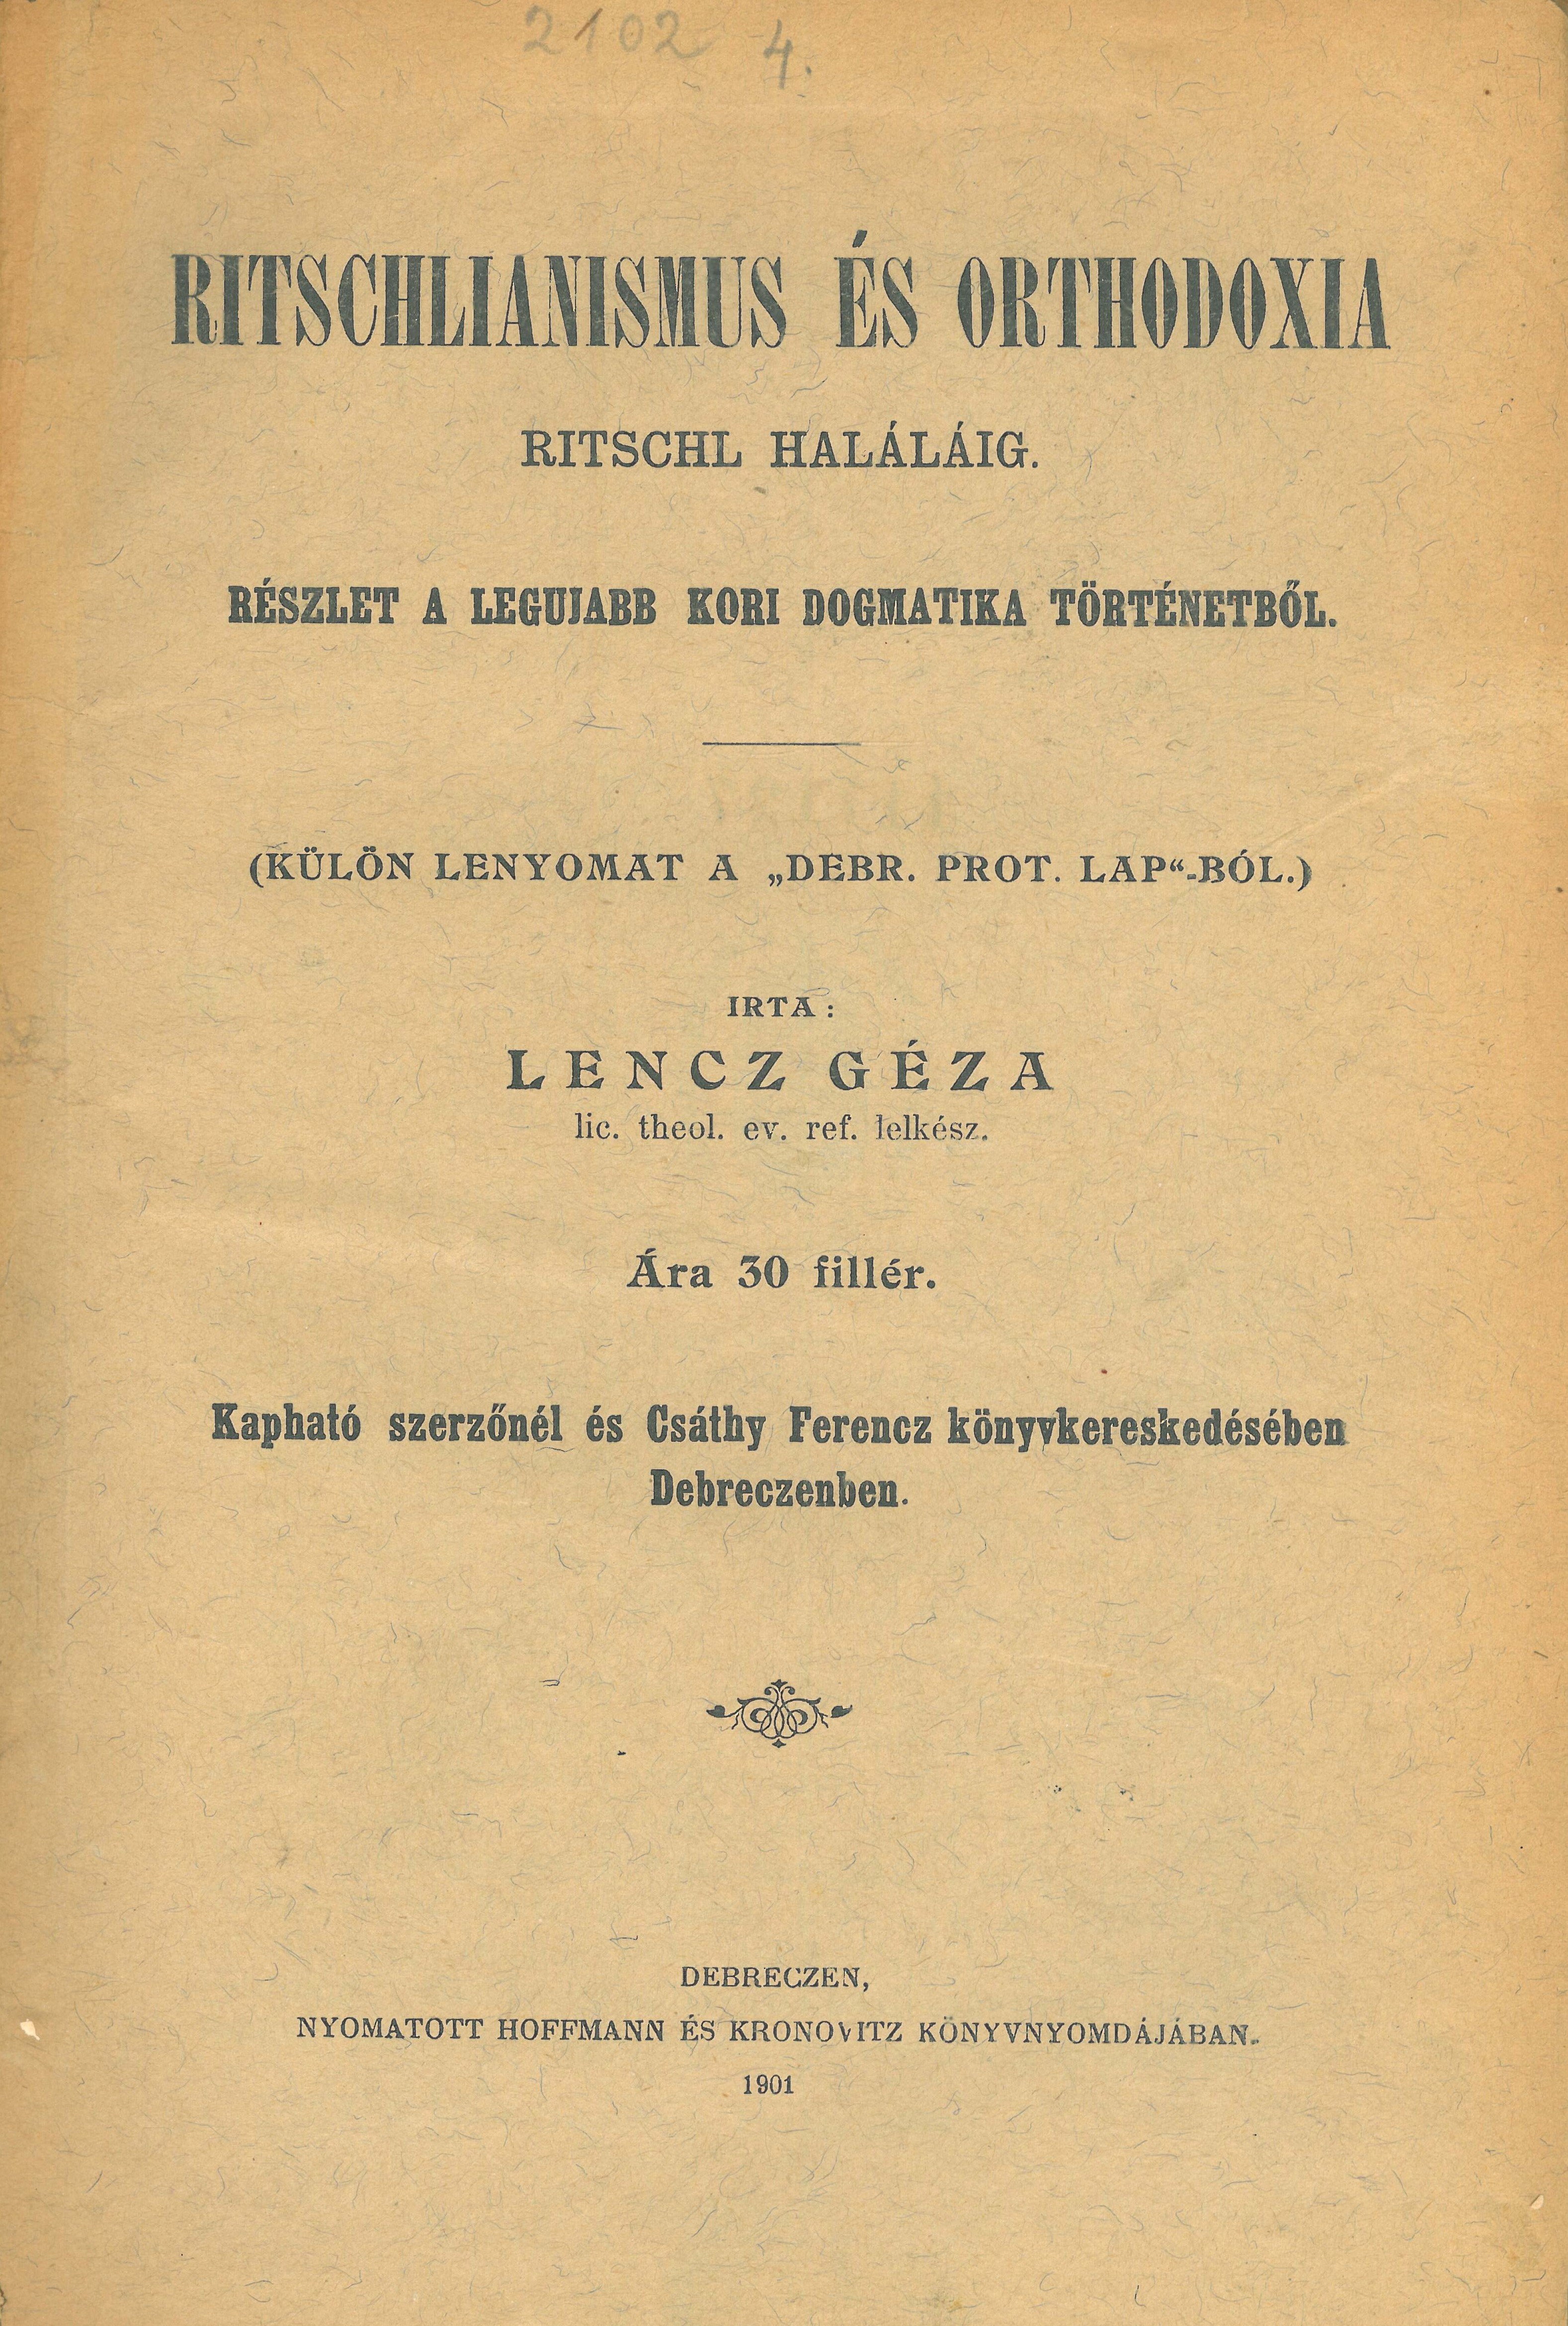 2102 4.
RITSCHLIANISMUS ÉS ORTHODOXIA
RITSCHL HALÁLÁIG.
RÉSZLET A LEGUJABB KORI DOGMATIKA TÖRTÉNETBŐL.
(KÜLÖN LENYOMAT A „DEBR. PROT. LAP“-BÓL.)
IRTA:
LENCZ GÉZA
lic. theol. ev. ref. lelkész.
Ára 30 fillér.
Kapható szerzőnél és Csáthy Ferencz könyvkereskedésében
Debreczenben.
DEBRECZEN,
NYOMATOTT HOFFMANN ÉS KRONOVITZ KÖNYVNYOMDÁJÁBAN.
1901